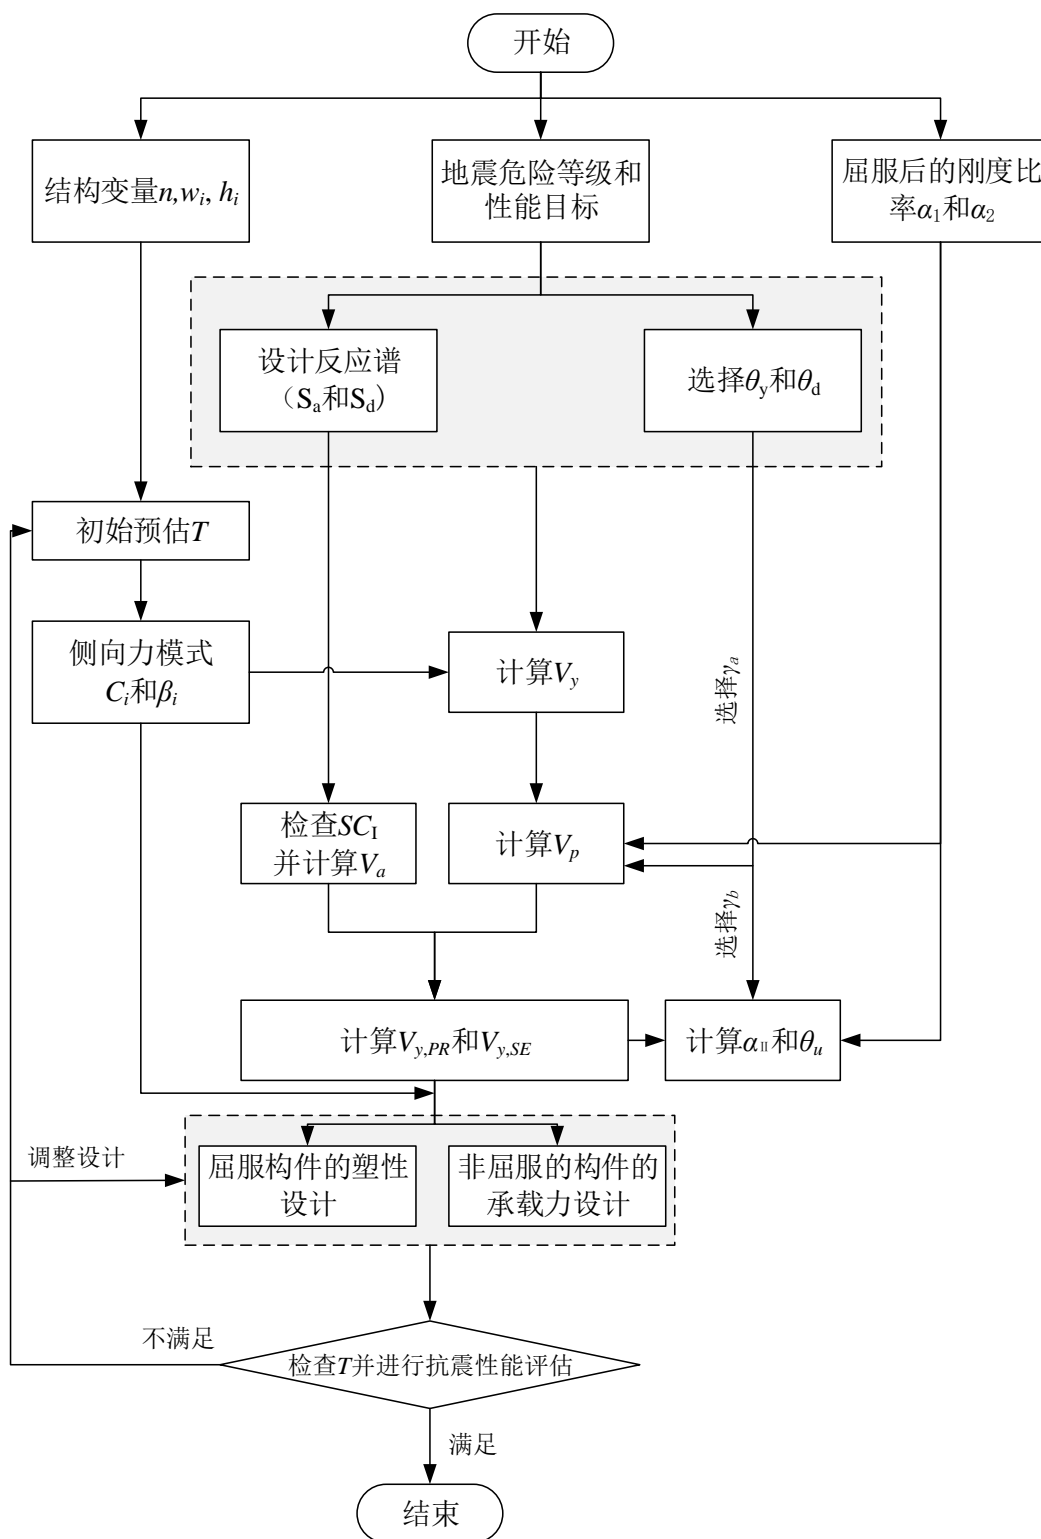 开始
结构变量n,wi, hi
地震危险等级和
性能目标
屈服后的刚度比
率α1和α2
设计反应谱
（Sa和Sd)
选择θy和θd
初始预估T
侧向力模式
Ci和βi
计算Vy
选择γa
检查SCI
并计算Va
计算Vp
选择γb
计算Vy,PR和Vy,SE
计算αII和θu
调整设计
屈服构件的塑性
设计
非屈服的构件的
承载力设计
不满足
检查T并进行抗震性能评估
满足
结束